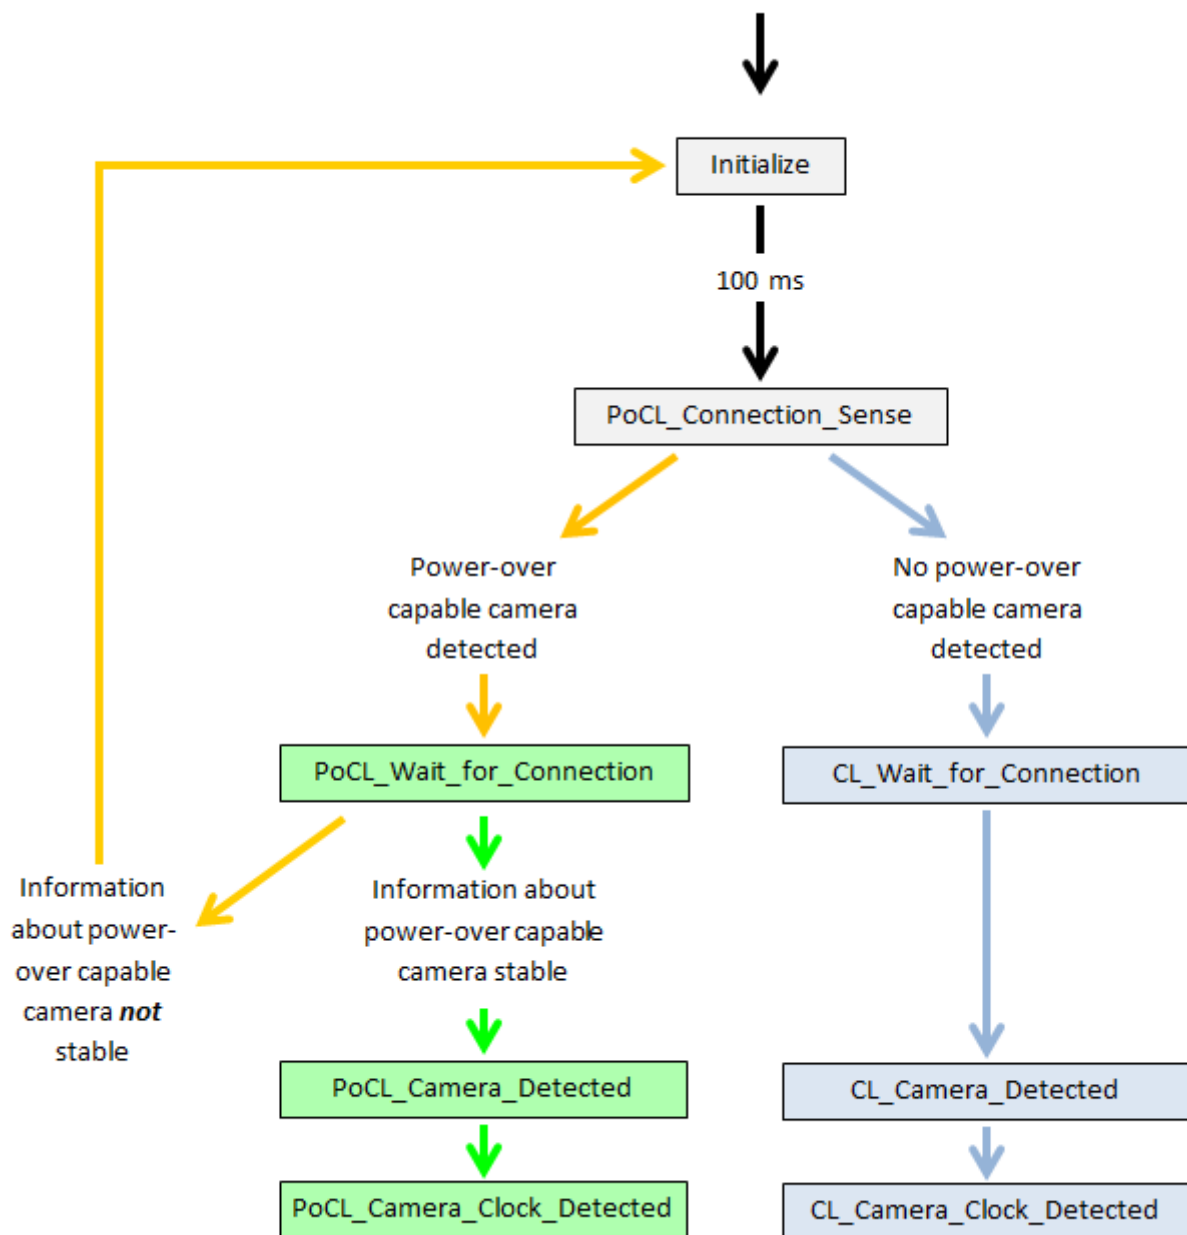 Initialize
100 ms
PoCL_Connection_Sense
Power-over
capable camera
detected
No power-over
capable camera
detected
PoCL_Wait_for_Connection
CL_Wait_for_Connection
Information
about power-
over capable
camera not
stable
Information about
power-over capable
camera stable
PoCL_Camera_Detected
CL_Camera_Detected
PoCL_Camera_Clock_Detected
CL_Camera_Clock_Detected